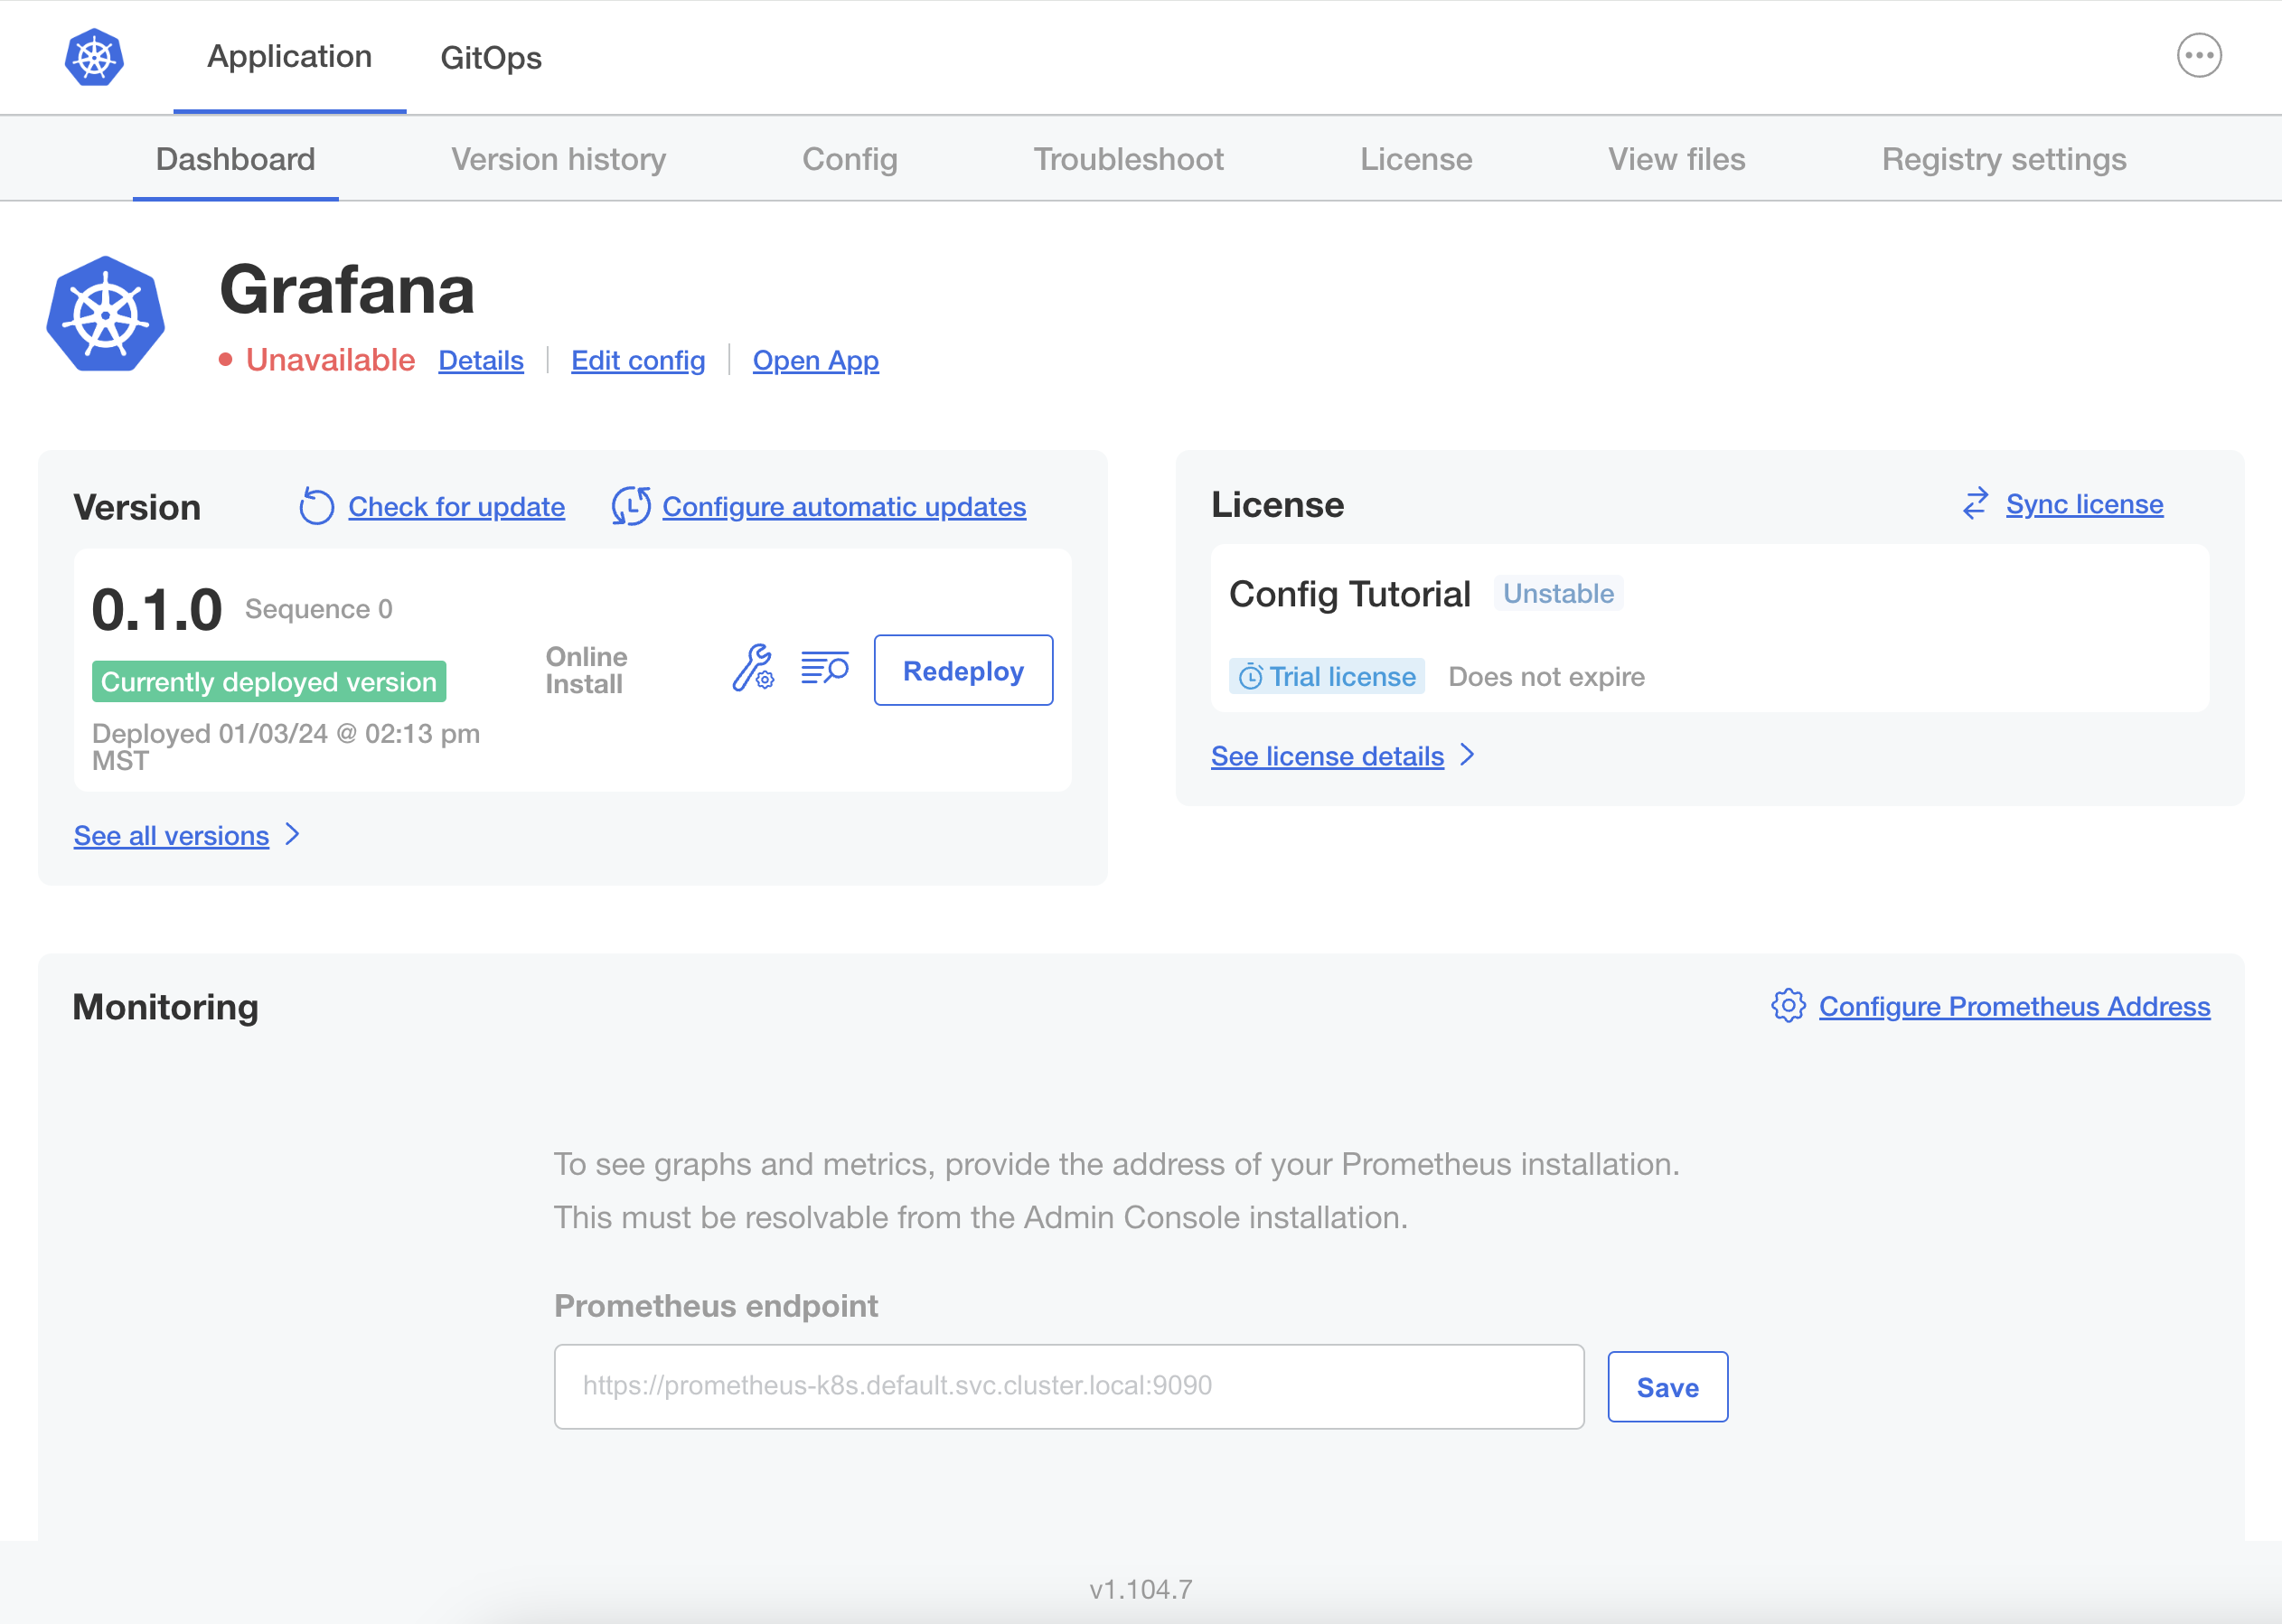 Application
GitOps
Dashboard
Version history
Config
Troubleshoot
License
View files
Registry settings
Grafana
Unavailable
Details
Edit config
Open App
Version
Check for update
Configure automatic updates
0.1.0
Sequence 0
Currently deployed version
Deployed 01/03/24 @ 02:13 pm
MST
Online
Install
Redeploy
See all versions
License
Sync license
Config Tutorial
Unstable
Trial license
Does not expire
See license details
Monitoring
Configure Prometheus Address
To see graphs and metrics, provide the address of your Prometheus installation.
This must be resolvable from the Admin Console installation.
Prometheus endpoint
https://prometheus-k8s.default.svc.cluster.local:9090
Save
v1.104.7